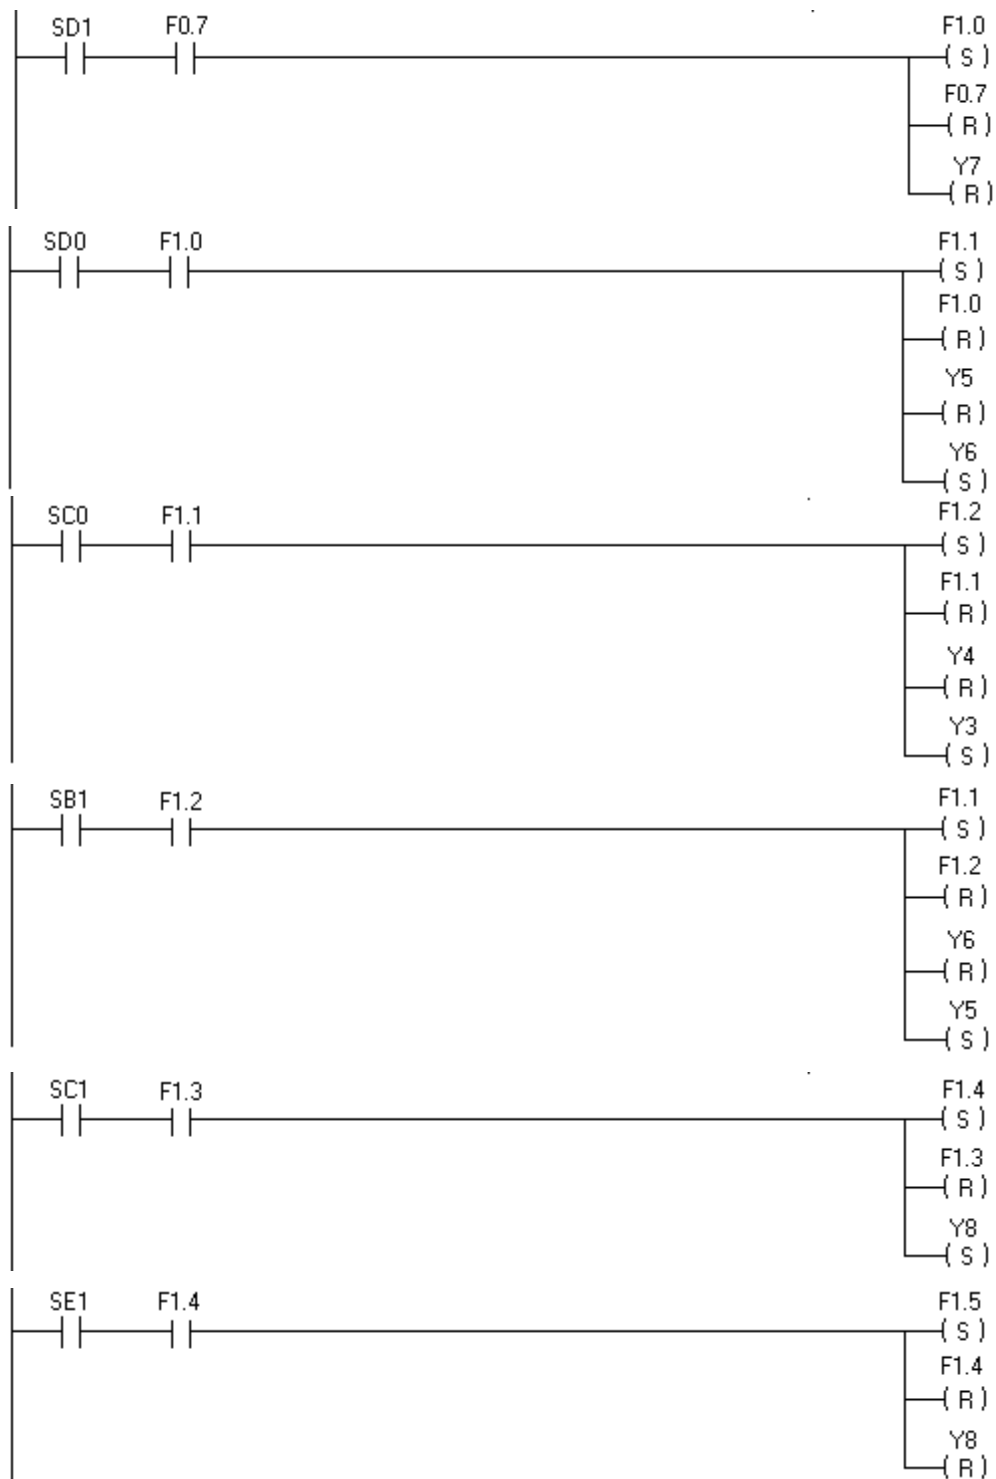 SD1 F0.7 F1.0
( S )
F0.7
( R )
Y7
( R )
SD0 F1.0 F1.1
( S )
F1.0
( R )
Y5
( R )
Y6
( S )
SC0 F1.1 F1.2
( S )
F1.1
( R )
Y4
( R )
Y3
( S )
SB1 F1.2 F1.1
( S )
F1.2
( R )
Y6
( R )
Y5
( S )
SC1 F1.3 F1.4
( S )
F1.3
( R )
Y8
( S )
SE1 F1.4 F1.5
( S )
F1.4
( R )
Y8
( R )